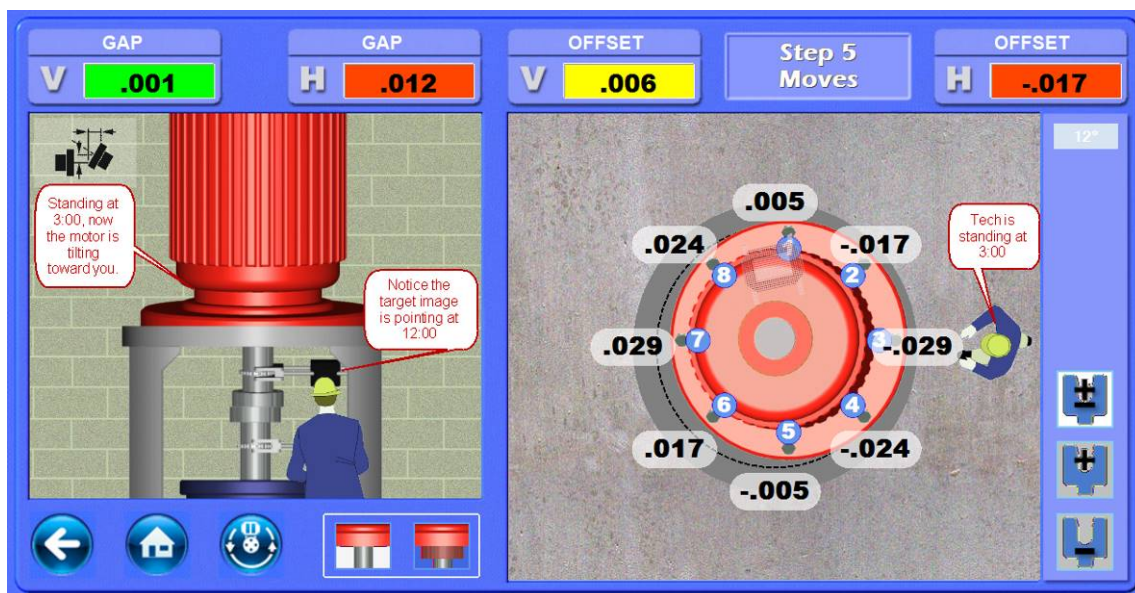 GAP
V .001
GAP
H .012
OFFSET
V .006
Step 5
Moves
OFFSET
H -.017
Standing at
3:00, now
the motor is
tilting
toward you.
Notice the
target image
is pointing at
12:00
.005
.024
-.017
1
8
2
.029
7
3
-.029
6
4
5
.017
-.024
-.005
Tech is
standing at
3:00
12°